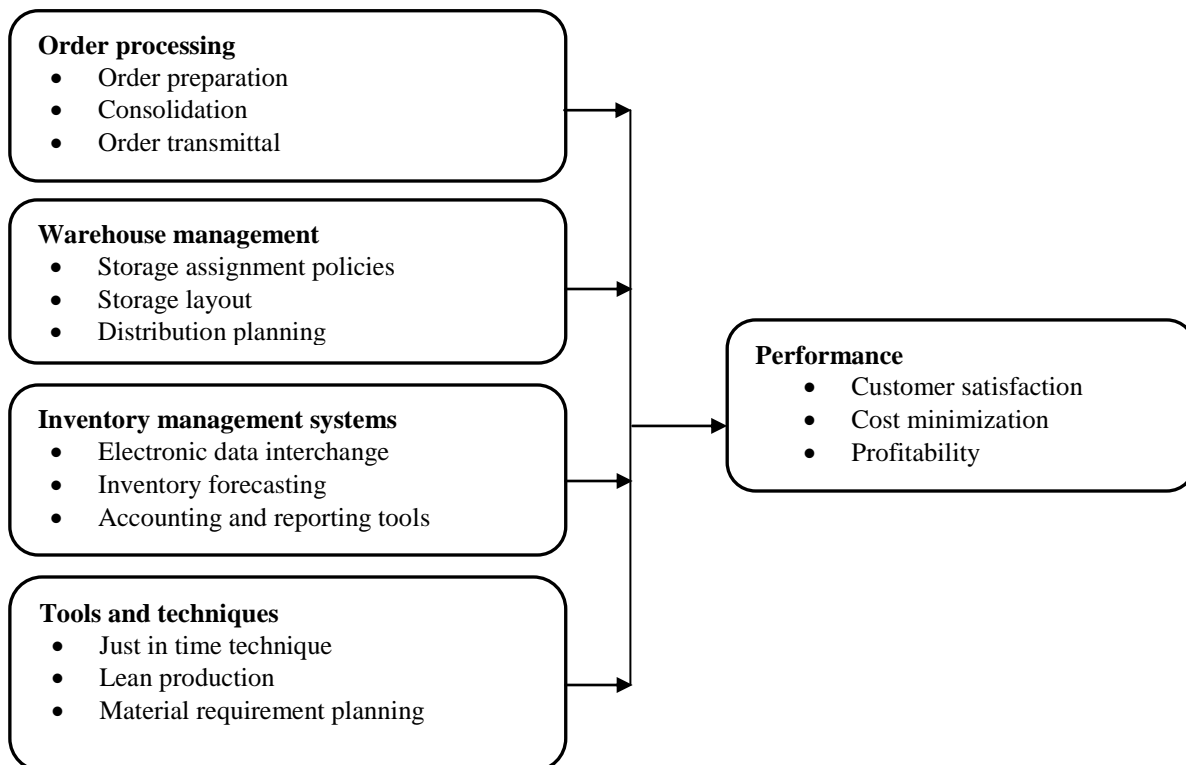 Order processing
• Order preparation
• Consolidation
• Order transmittal
Warehouse management
• Storage assignment policies
• Storage layout
• Distribution planning
Inventory management systems
• Electronic data interchange
• Inventory forecasting
• Accounting and reporting tools
Tools and techniques
• Just in time technique
• Lean production
• Material requirement planning
Performance
• Customer satisfaction
• Cost minimization
• Profitability